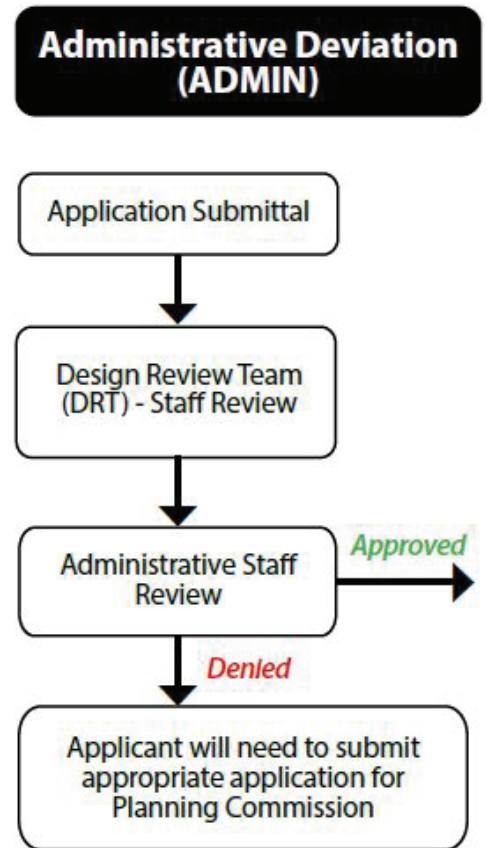 Administrative Deviation
(ADMIN)
Application Submittal
Design Review Team
(DRT) - Staff Review
Administrative Staff
Review
Approved
Denied
Applicant will need to submit
appropriate application for
Planning Commission